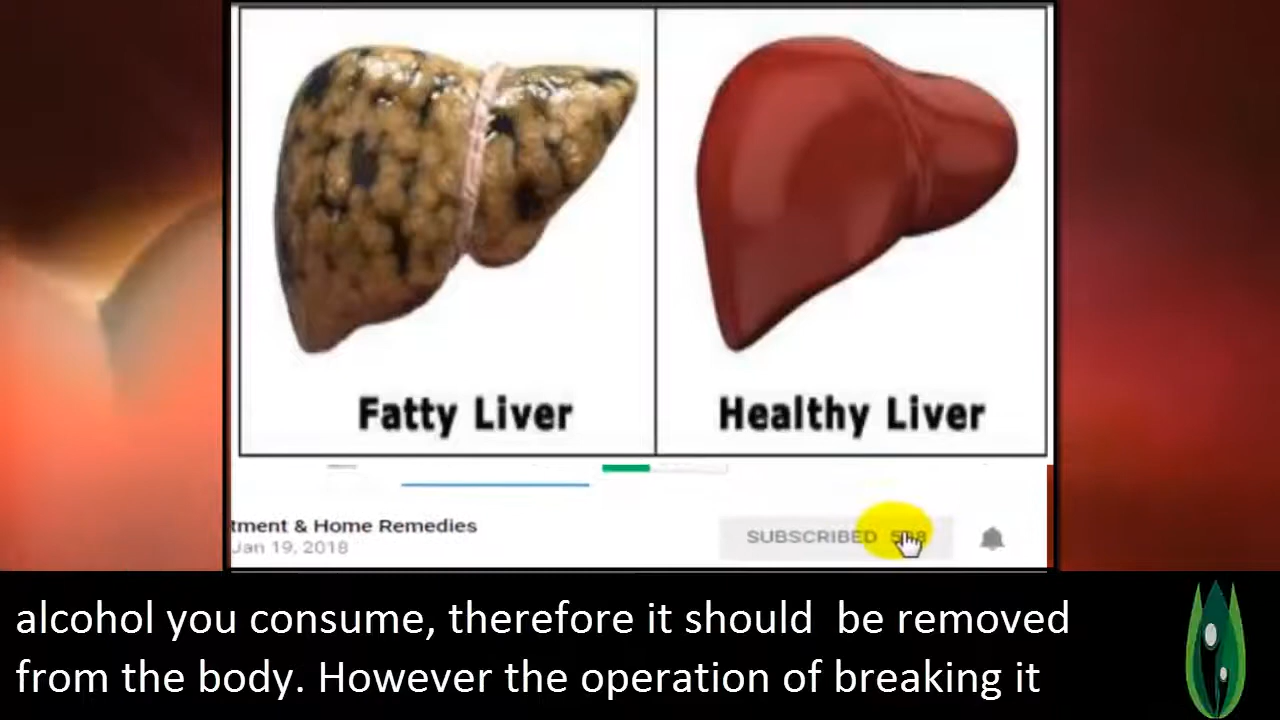 Fatty Liver
Healthy Liver
tment & Home Remedies
SUBSCRIBED
Jan 19, 2018
alcohol you consume, therefore it should  be removed
from the body. However the operation of breaking it